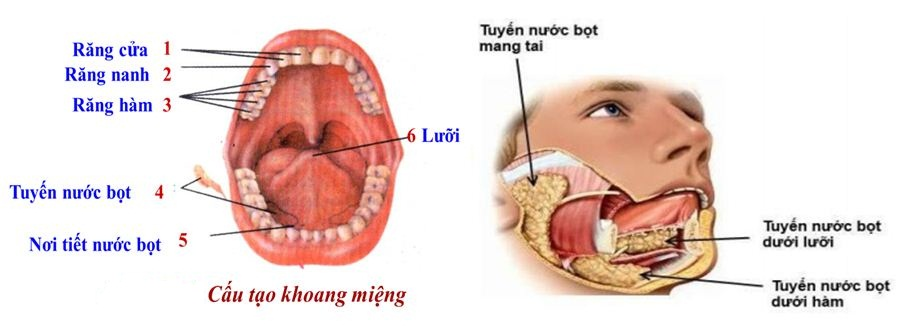 Răng cửa 1
Răng nanh 2
Răng hàm 3
6 Lưỡi
Tuyến nước bọt 4
Nơi tiết nước bọt 5
Cấu tạo khoang miệng
Tuyến nước bọt
mang tai
Tuyến nước bọt
dưới lưỡi
Tuyến nước bọt
dưới hàm